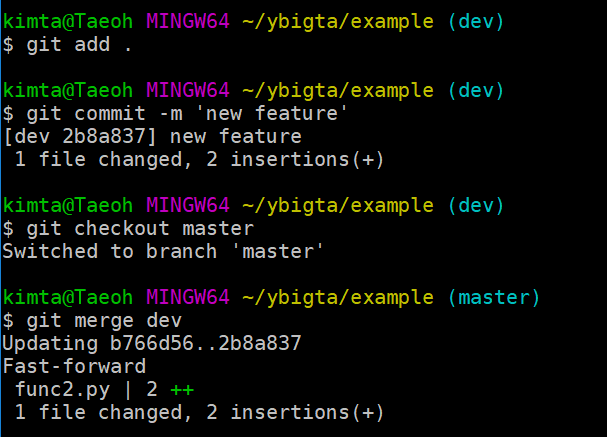 kimta@Taeoh MINGW64 ~/ybigta/example (dev)
$ git add .
kimta@Taeoh MINGW64 ~/ybigta/example (dev)
$ git commit -m 'new feature'
[dev 2b8a837] new feature
 1 file changed, 2 insertions(+)
kimta@Taeoh MINGW64 ~/ybigta/example (dev)
$ git checkout master
Switched to branch 'master'
kimta@Taeoh MINGW64 ~/ybigta/example (master)
$ git merge dev
Updating b766d56..2b8a837
Fast-forward
 func2.py | 2 ++
 1 file changed, 2 insertions(+)